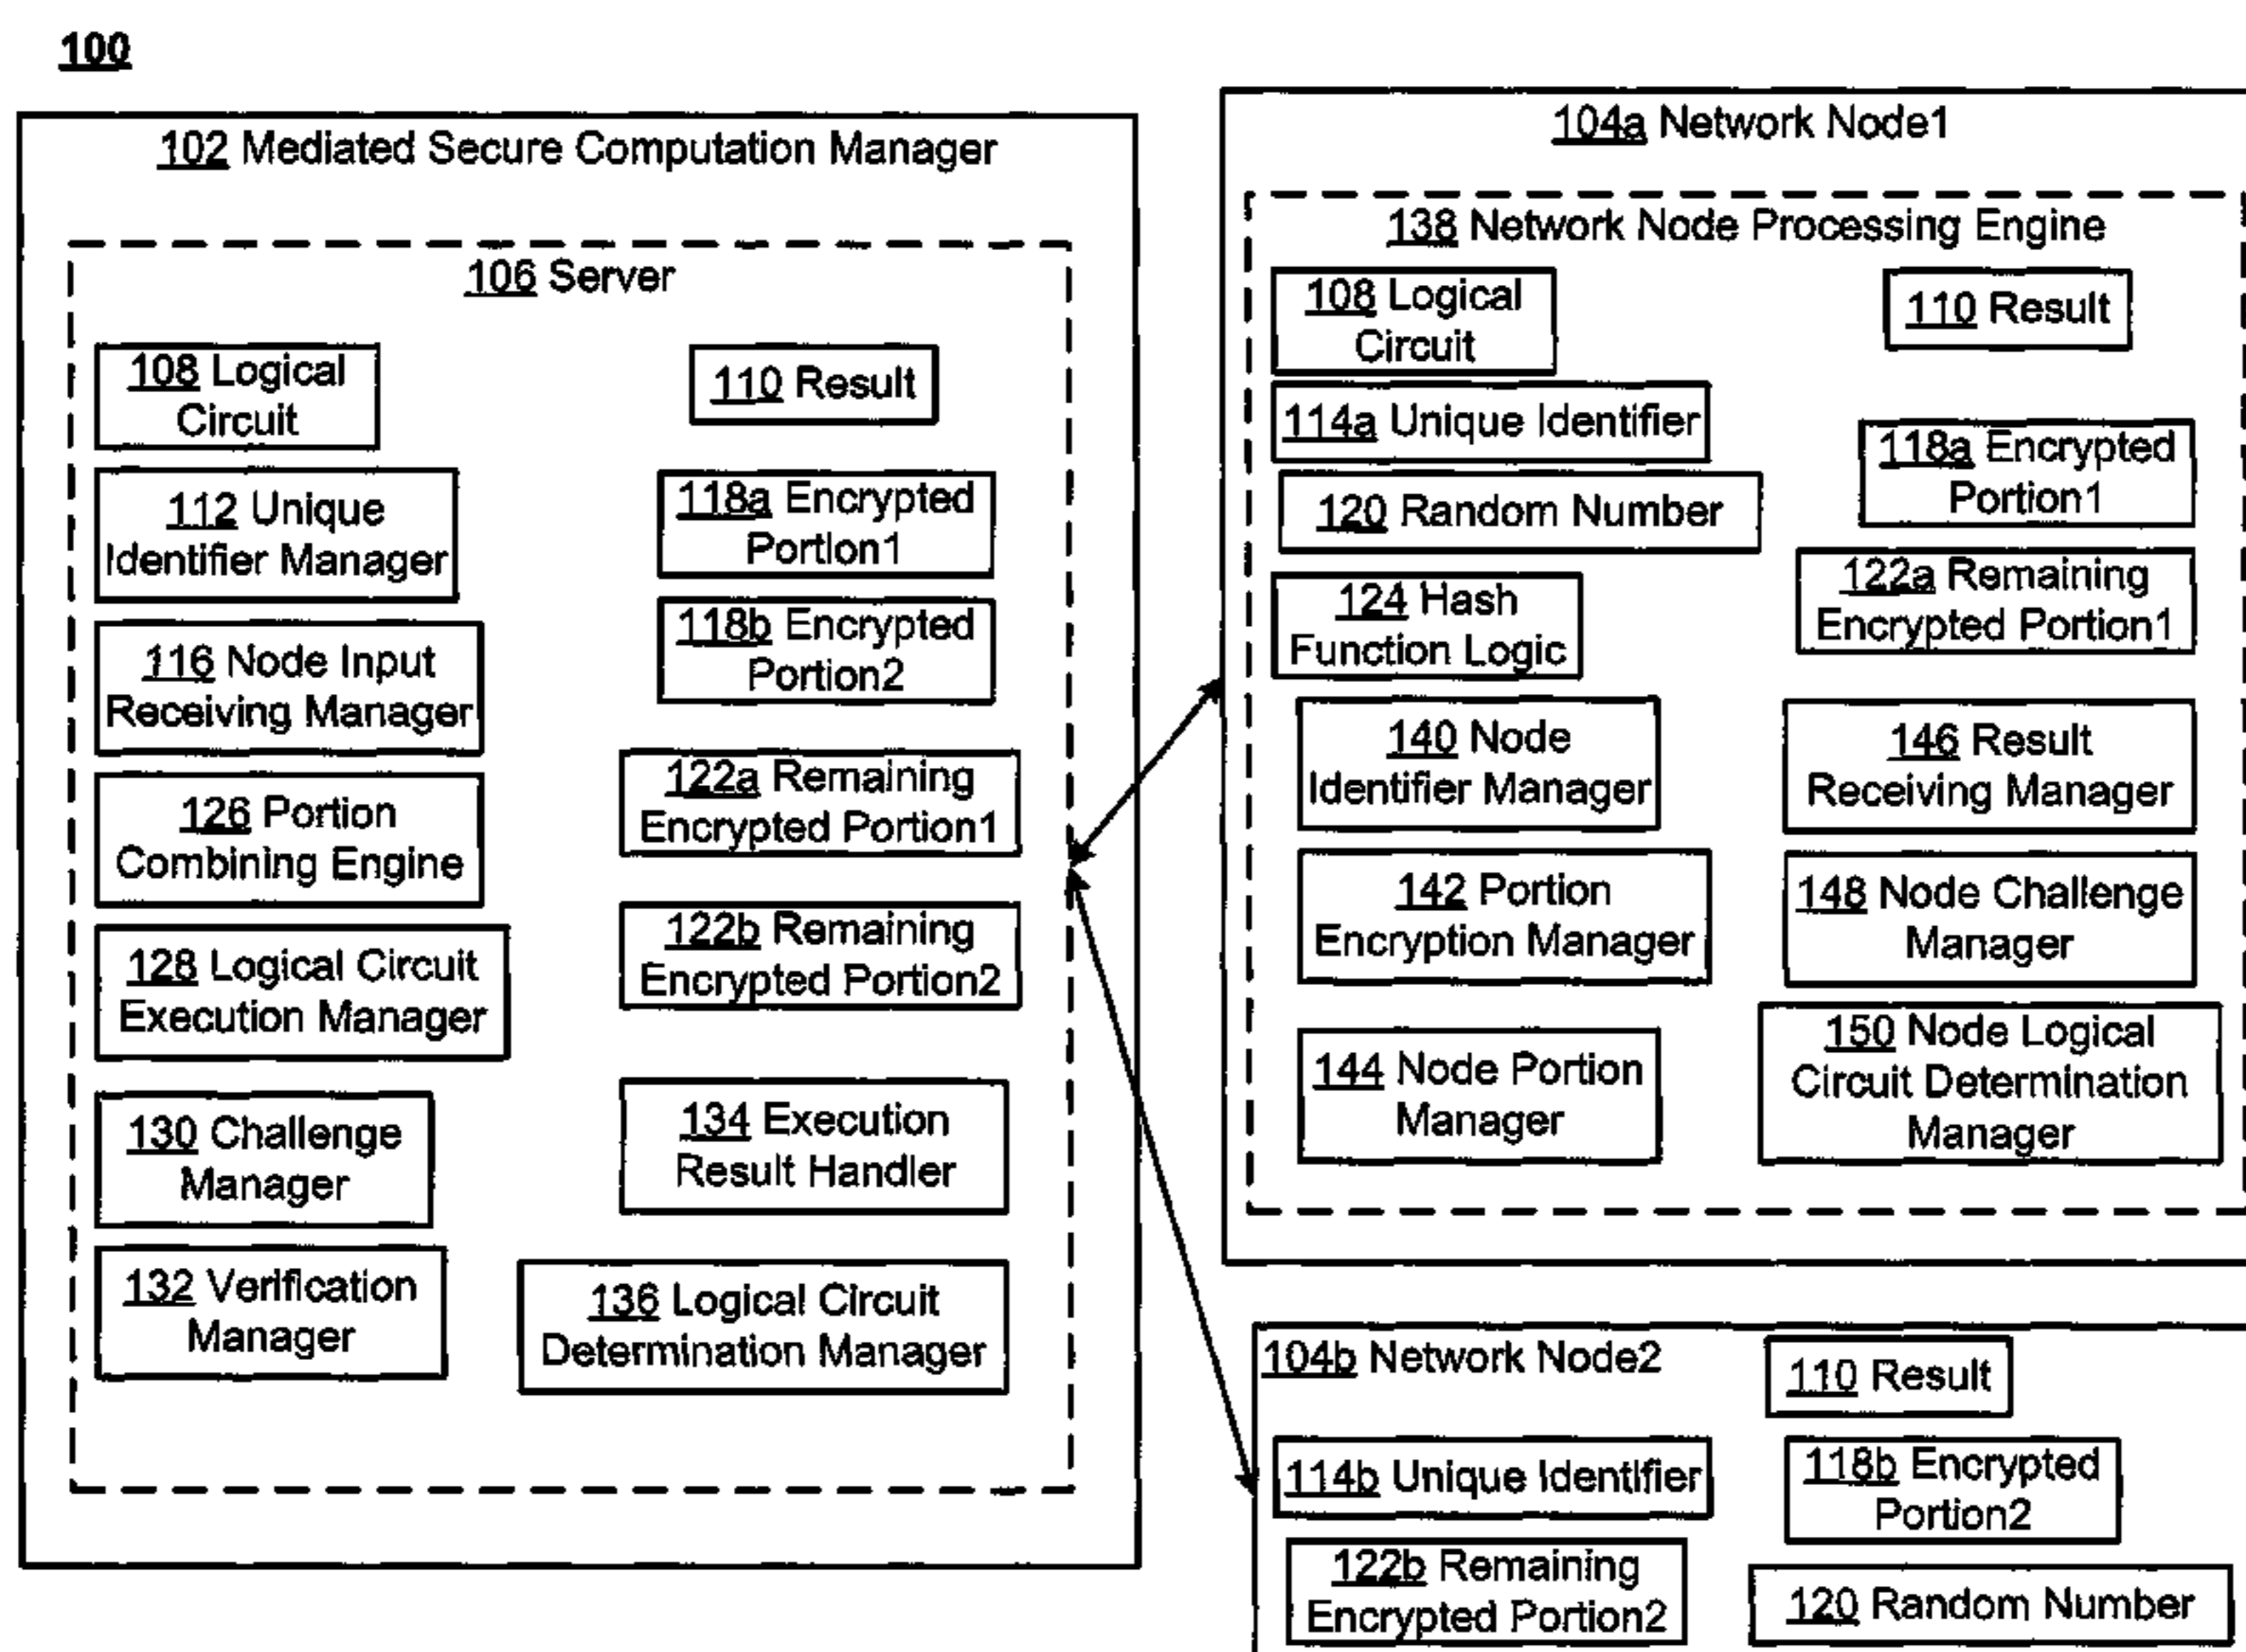 100
102 Mediated Secure Computation Manager
106 Server
108 Logical
Circuit
110 Result
112 Unique
Identifier Manager
118a Encrypted
Portion1
118b Encrypted
Portion2
116 Node Input
Receiving Manager
122a Remaining
Encrypted Portion1
126 Portion
Combining Engine
122b Remaining
Encrypted Portion2
128 Logical Circuit
Execution Manager
130 Challenge
Manager
134 Execution
Result Handler
132 Verification
Manager
136 Logical Circuit
Determination Manager
104a Network Node1
138 Network Node Processing Engine
108 Logical
Circuit
110 Result
114a Unique Identifier
118a Encrypted
Portion1
120 Random Number
122a Remaining
Encrypted Portion1
124 Hash
Function Logic
140 Node
Identifier Manager
146 Result
Receiving Manager
142 Portion
Encryption Manager
148 Node Challenge
Manager
144 Node Portion
Manager
150 Node Logical
Circuit Determination
Manager
104b Network Node2
110 Result
114b Unique Identifier
118b Encrypted
Portion2
122b Remaining
Encrypted Portion2
120 Random Number